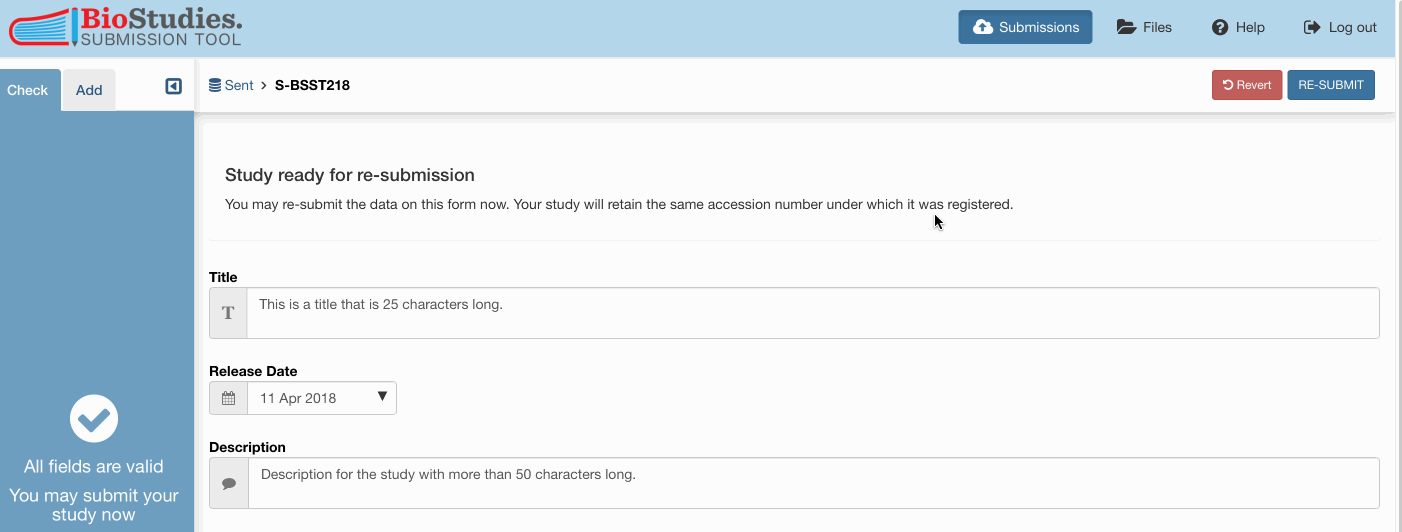 BioStudies.
SUBMISSION TOOL
Submissions
Files
Help
Log out
Check
Add
Sent > S-BSST218
Revert
RE-SUBMIT
Study ready for re-submission
You may re-submit the data on this form now. Your study will retain the same accession number under which it was registered.
Title
T
This is a title that is 25 characters long.
Release Date
11 Apr 2018
Description
Description for the study with more than 50 characters long.
All fields are valid
You may submit your
study now